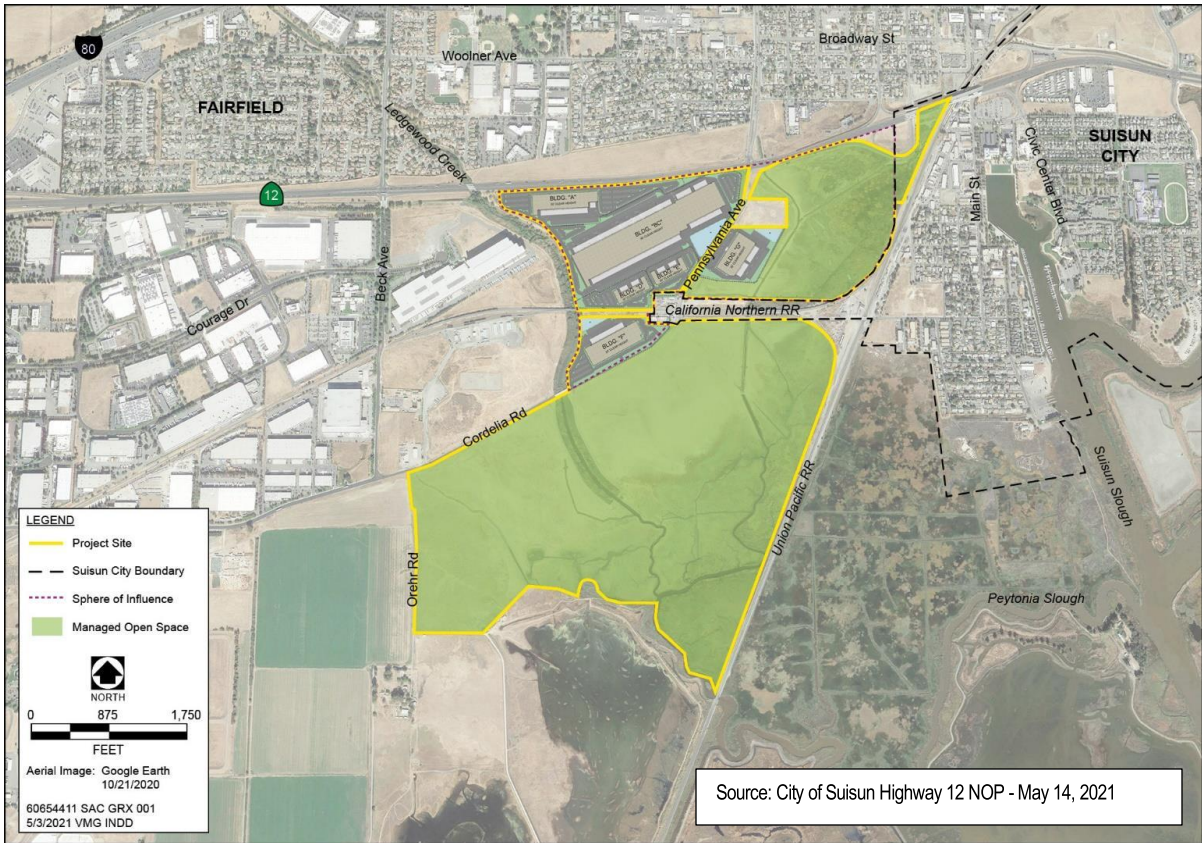 80
Woolner Ave
Broadway St
FAIRFIELD
Ledgewood Creek
SUISUN
CITY
Civic Center Blvd
Main St
12
BLDG. "A"
BLDG. "BC"
Pennsylvania Ave
BLDG. "G"
BLDG. "E"
BLDG. "D"
Beck Ave
Courage Dr
California Northern RR
BLDG. "F"
Cordelia Rd
Suisun Slough
Union Pacific RR
Orehr Rd
Peytonia Slough
LEGEND
Project Site
Suisun City Boundary
Sphere of Influence
Managed Open Space
NORTH
0 875 1,750
FEET
Aerial Image: Google Earth
10/21/2020
60654411 SAC GRX 001
5/3/2021 VMG INDD
Source: City of Suisun Highway 12 NOP - May 14, 2021